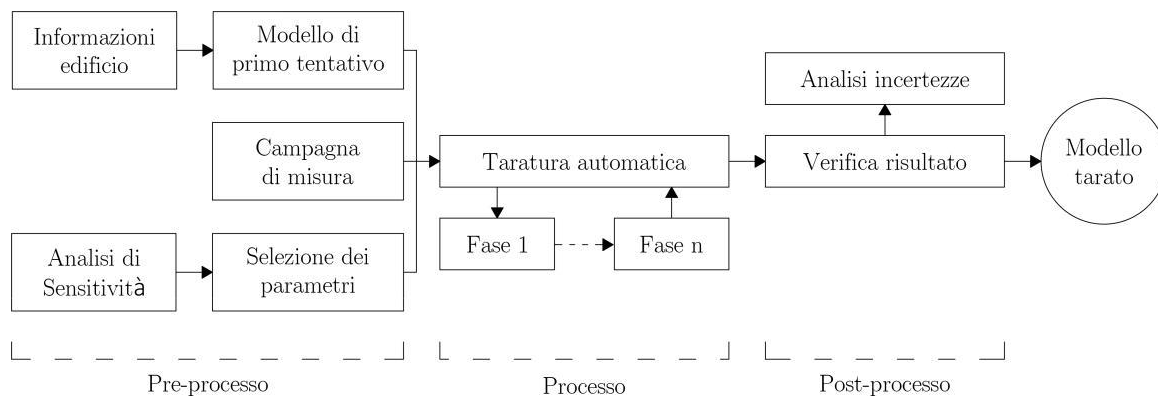 Informazioni
edificio
Modello di
primo tentativo
Campagna
di misura
Analisi di
Sensitività
Selezione dei
parametri
Taratura automatica
Fase 1
Fase n
Analisi incertezze
Verifica risultato
Modello
tarato
Pre-processo
Processo
Post-processo